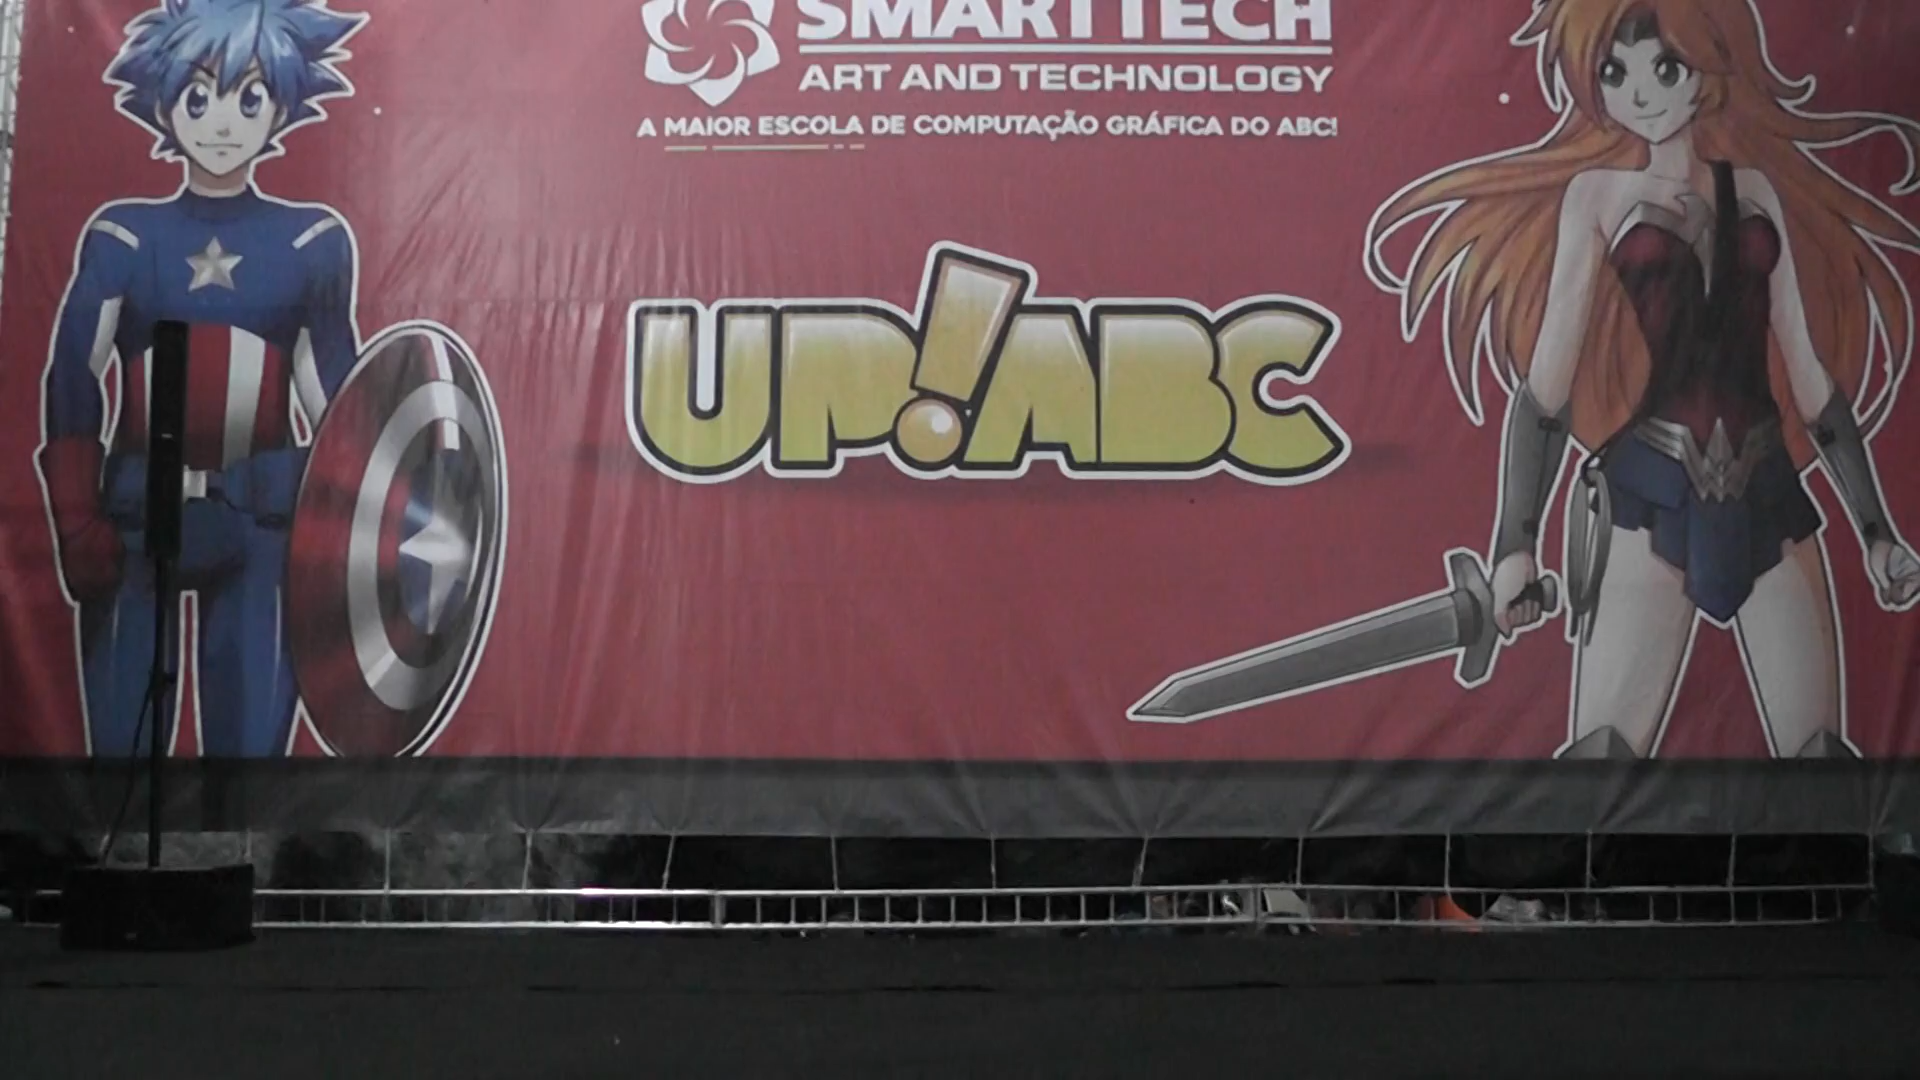 SMARTTECH
ART AND TECHNOLOGY
A MAIOR ESCOLA DE COMPUTAÇÃO GRÁFICA DO ABC!
UP!ABC